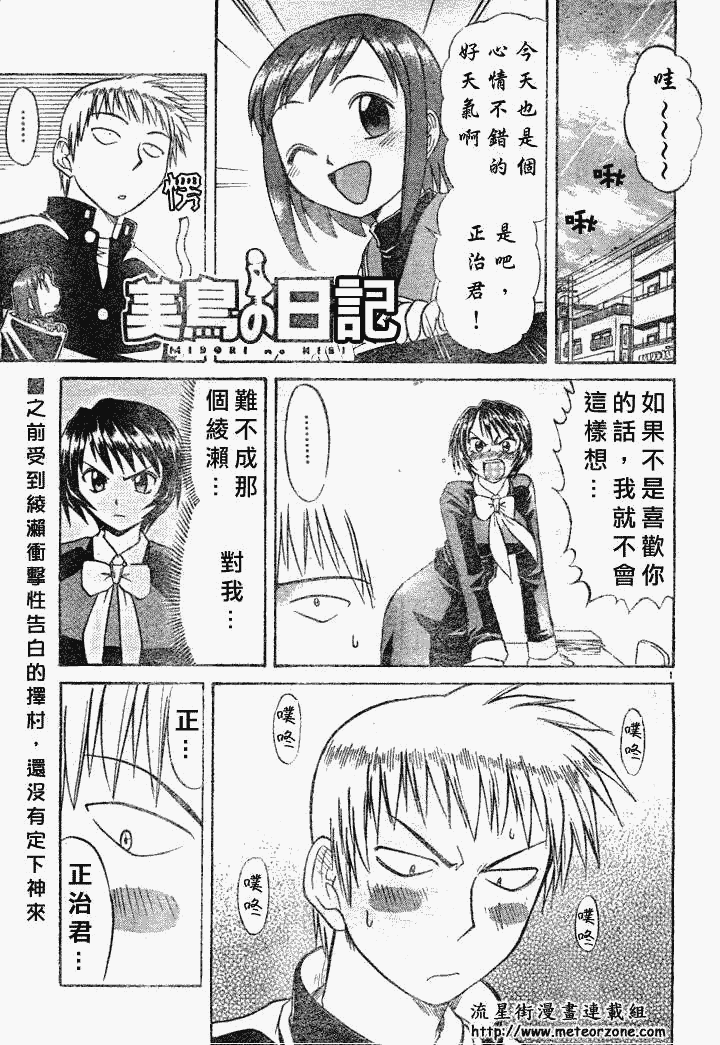 哇～～～～
啾
啾
今天也是個
心情不錯的
好天氣啊
是吧，
正治君！
………
愣
美鳥の日記
MIDORI no HIBI
如果不是喜歡你
的話，我就不會
這樣想…
………
難不成那
個綾瀨…
對我…
■之前受到綾瀨衝擊性告白的擇村，還沒有定下神來
1
噗咚
噗咚
噗咚
噗咚
正…
正治君…
流星街漫畫連載組
http://www.meteorzone.com